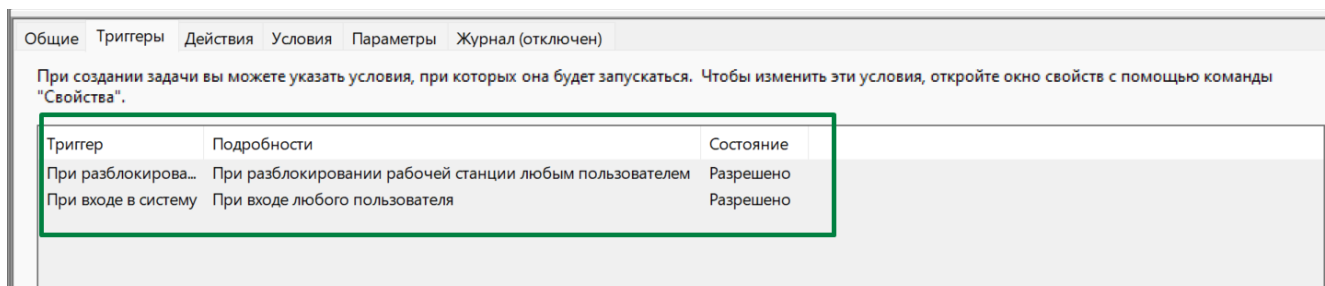 Общие Триггеры Действия Условия Параметры Журнал (отключен)
При создании задачи вы можете указать условия, при которых она будет запускаться. Чтобы изменить эти условия, откройте окно свойств с помощью команды
"Свойства".
Триггер Подробности Состояние
При разблокирова... При разблокировании рабочей станции любым пользователем Разрешено
При входе в систему При входе любого пользователя Разрешено